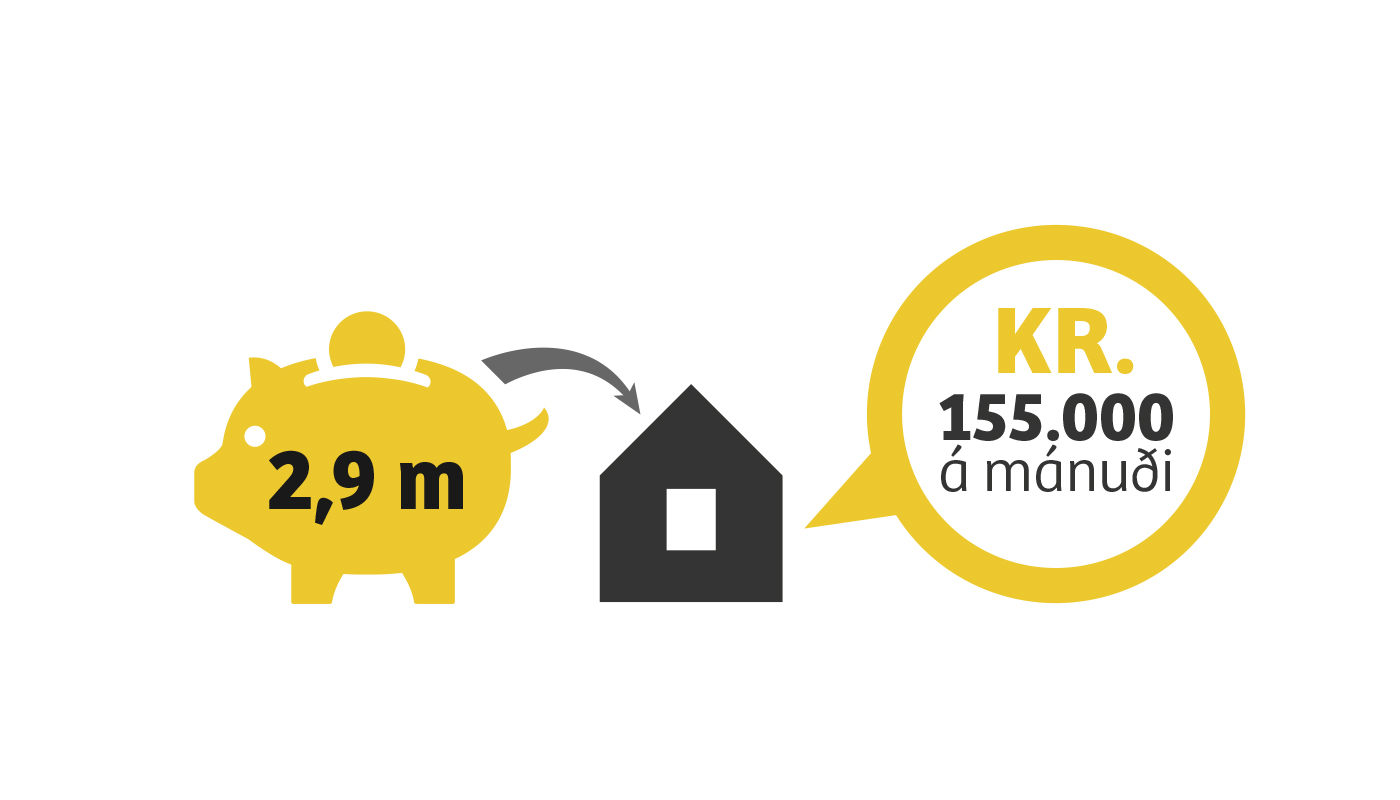 2,9 m
KR.
155.000
á mánuði